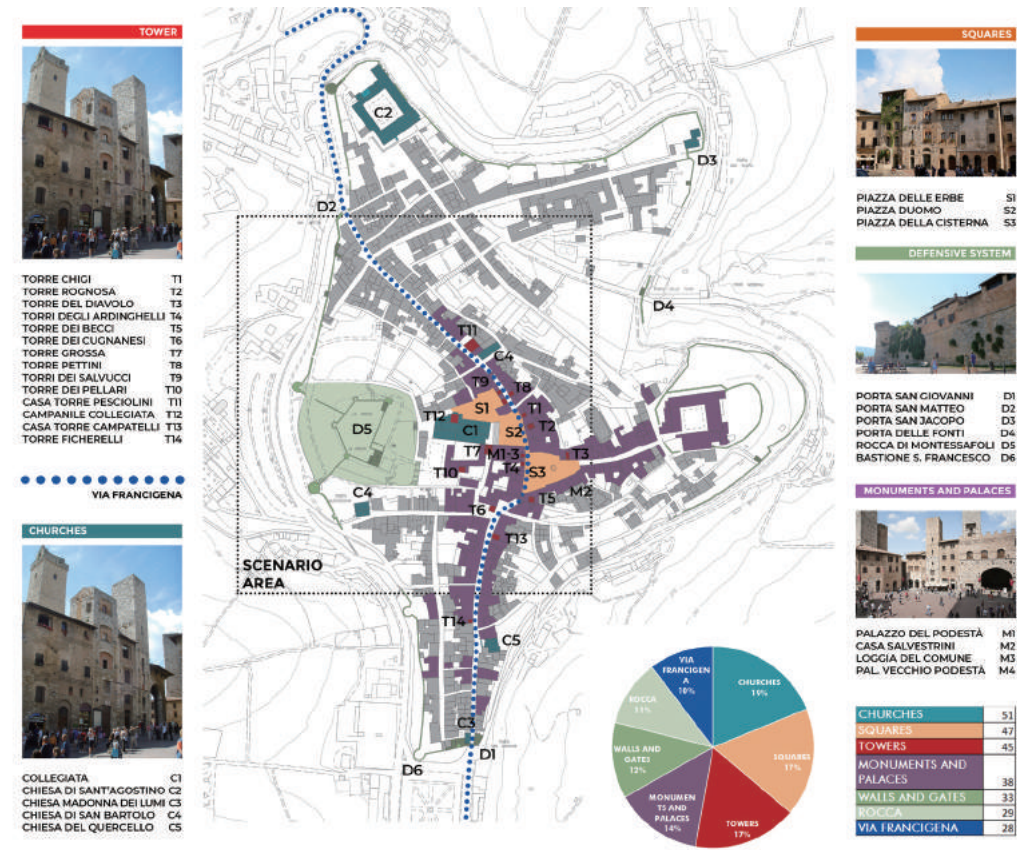 TOWER
TORRE CHIGI T1
TORRE ROGNOSA T2
TORRE DEL DIAVOLO T3
TORRI DEGLI ARDINGHELLI T4
TORRE DEI BECCI T5
TORRE DEI CUGNANESI T6
TORRE GROSSA T7
TORRE PETTINI T8
TORRI DEI SALVUCCI T9
TORRE DEI PELLARI T10
CASA TORRE PESCIOLINI T11
CAMPANILE COLLEGIATA T12
CASA TORRE CAMPATELLI T13
TORRE FICHERELLI T14
VIA FRANCIGENA
CHURCHES
COLLEGIATA C1
CHIESA DI SANT'AGOSTINO C2
CHIESA MADONNA DEI LUMI C3
CHIESA DI SAN BARTOLO C4
CHIESA DEL QUERCELLO C5
C2
D3
D2
D4
T11
C4
T9
T8
S1
T1
T12
T2
C1
S2
D5
T7
M1-3
T3
T10
T4
S3
M2
C4
T5
T6
T13
SCENARIO
AREA
T14
C5
C3
D1
D6
VIA
FRANCIGEN
A
10%
CHURCHES
19%
ROCCA
11%
SQUARES
17%
WALLS AND
GATES
12%
MONUMEN
TS AND
PALACES
14%
TOWERS
17%
SQUARES
PIAZZA DELLE ERBE S1
PIAZZA DUOMO S2
PIAZZA DELLA CISTERNA S3
DEFENSIVE SYSTEM
PORTA SAN GIOVANNI D1
PORTA SAN MATTEO D2
PORTA SAN JACOPO D3
PORTA DELLE FONTI D4
ROCCA DI MONTESSAFOLI D5
BASTIONE S. FRANCESCO D6
MONUMENTS AND PALACES
PALAZZO DEL PODESTÀ M1
CASA SALVESTRINI M2
LOGGIA DEL COMUNE M3
PAL. VECCHIO PODESTÀ M4
CHURCHES 51
SQUARES 47
TOWERS 45
MONUMENTS AND
PALACES 38
WALLS AND GATES 33
ROCCA 29
VIA FRANCIGENA 28